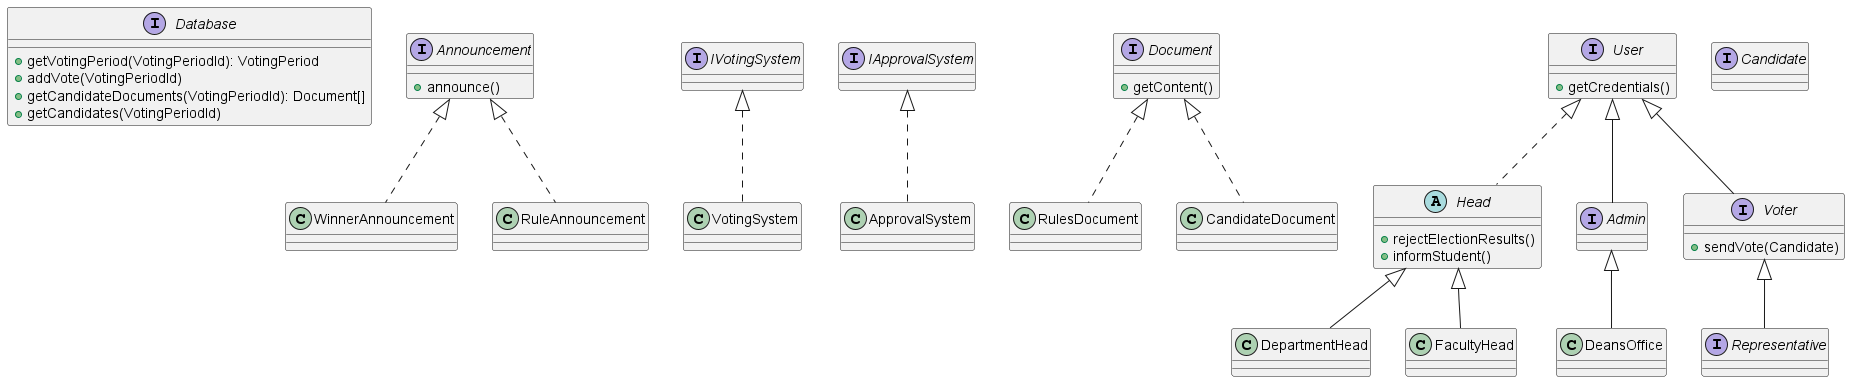 I Database
+ getVotingPeriod(VotingPeriodId): VotingPeriod
+ addVote(VotingPeriodId)
+ getCandidateDocuments(VotingPeriodId): Document[]
+ getCandidates(VotingPeriodId)
I Announcement
announce()
I IVotingSystem
I IApprovalSystem
I Document
getContent()
I User
getCredentials()
I Candidate
C WinnerAnnouncement
C RuleAnnouncement
C VotingSystem
C ApprovalSystem
C RulesDocument
C CandidateDocument
A Head
rejectElectionResults()
informStudent()
I Admin
I Voter
sendVote(Candidate)
C DepartmentHead
C FacultyHead
C DeansOffice
I Representative